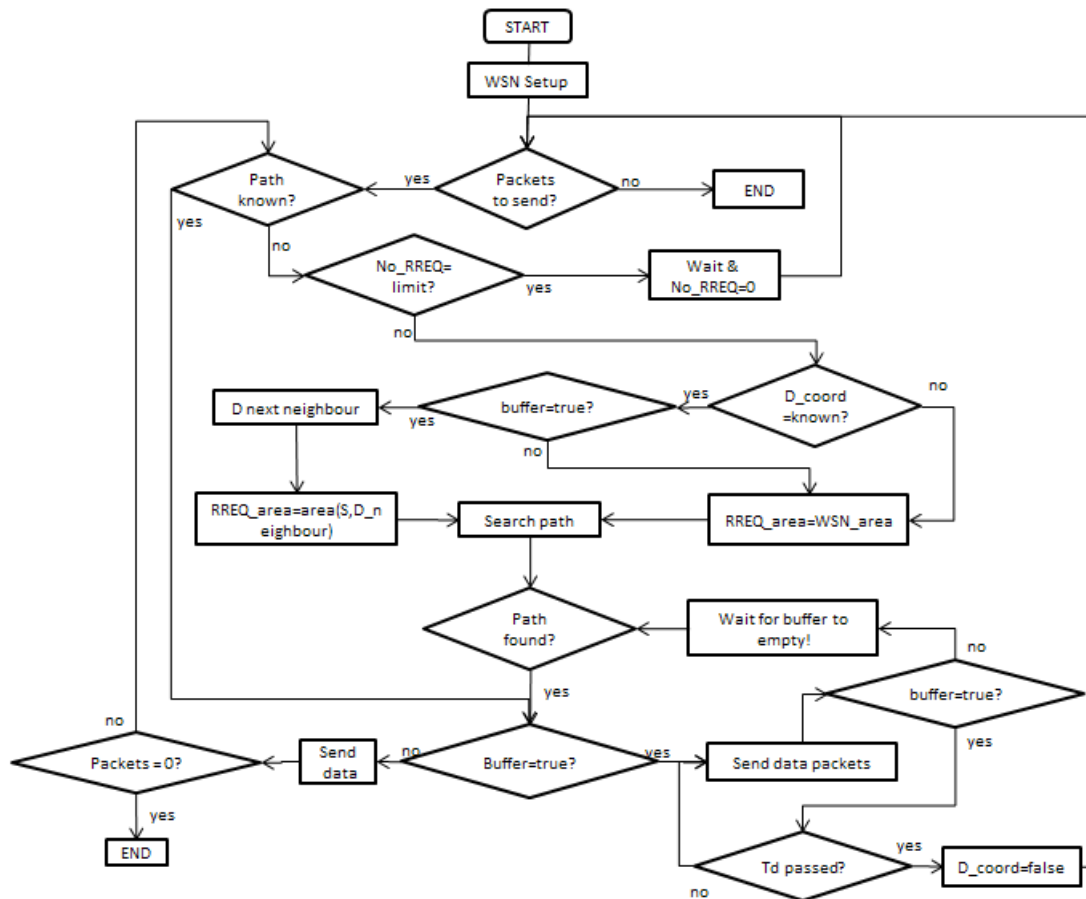 START
WSN Setup
Path
known?
yes
Packets
to send?
no
END
yes
no
No_RREQ=
limit?
yes
Wait &
No_RREQ=0
no
D next neighbour
yes
buffer=true?
yes
D_coord
=known?
no
no
RREQ_area=area(S,D_n
eighbour)
Search path
RREQ_area=WSN_area
Path
found?
Wait for buffer to
empty!
no
yes
buffer=true?
no
Packets = 0?
Send
data
no
Buffer=true?
yes
Send data packets
yes
yes
END
Td passed?
yes
D_coord=false
no